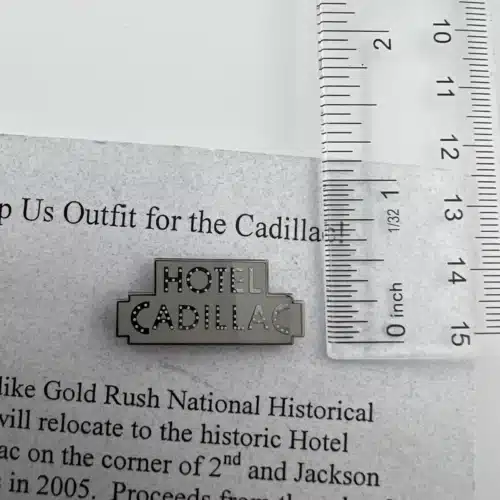 p Us Outfit for the Cadilla
HOTEL
CADILLAC
like Gold Rush National Historical
will relocate to the historic Hotel
ac on the corner of 2nd and Jackson
in 2005. Proceeds from
2
1
1/32
0 inch
10
11
12
13
14
15